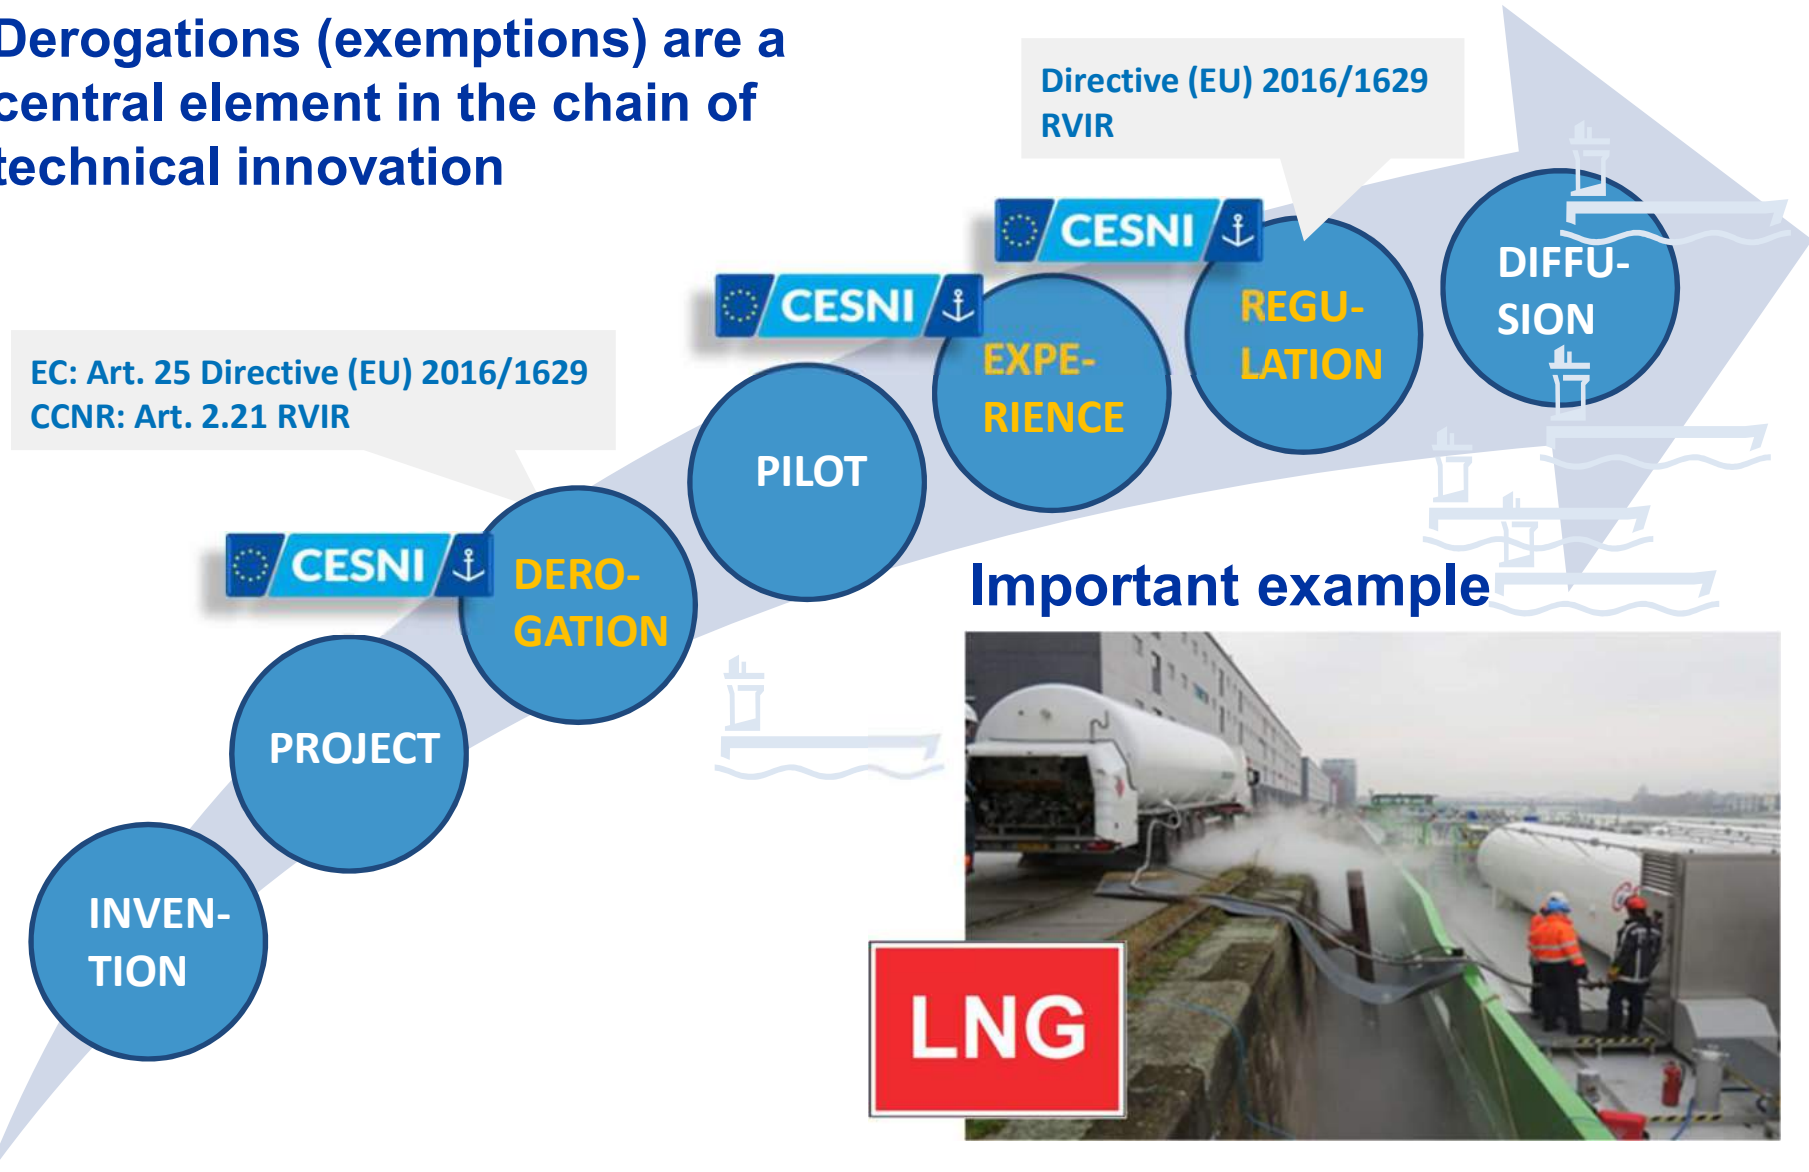 Derogations (exemptions) are a
central element in the chain of
technical innovation
Directive (EU) 2016/1629
RVIR
CESNI
CESNI
CESNI
EC: Art. 25 Directive (EU) 2016/1629
CCNR: Art. 2.21 RVIR
INVEN-
TION
PROJECT
DERO-
GATION
PILOT
EXPE-
RIENCE
REGU-
LATION
DIFFU-
SION
Important example
LNG